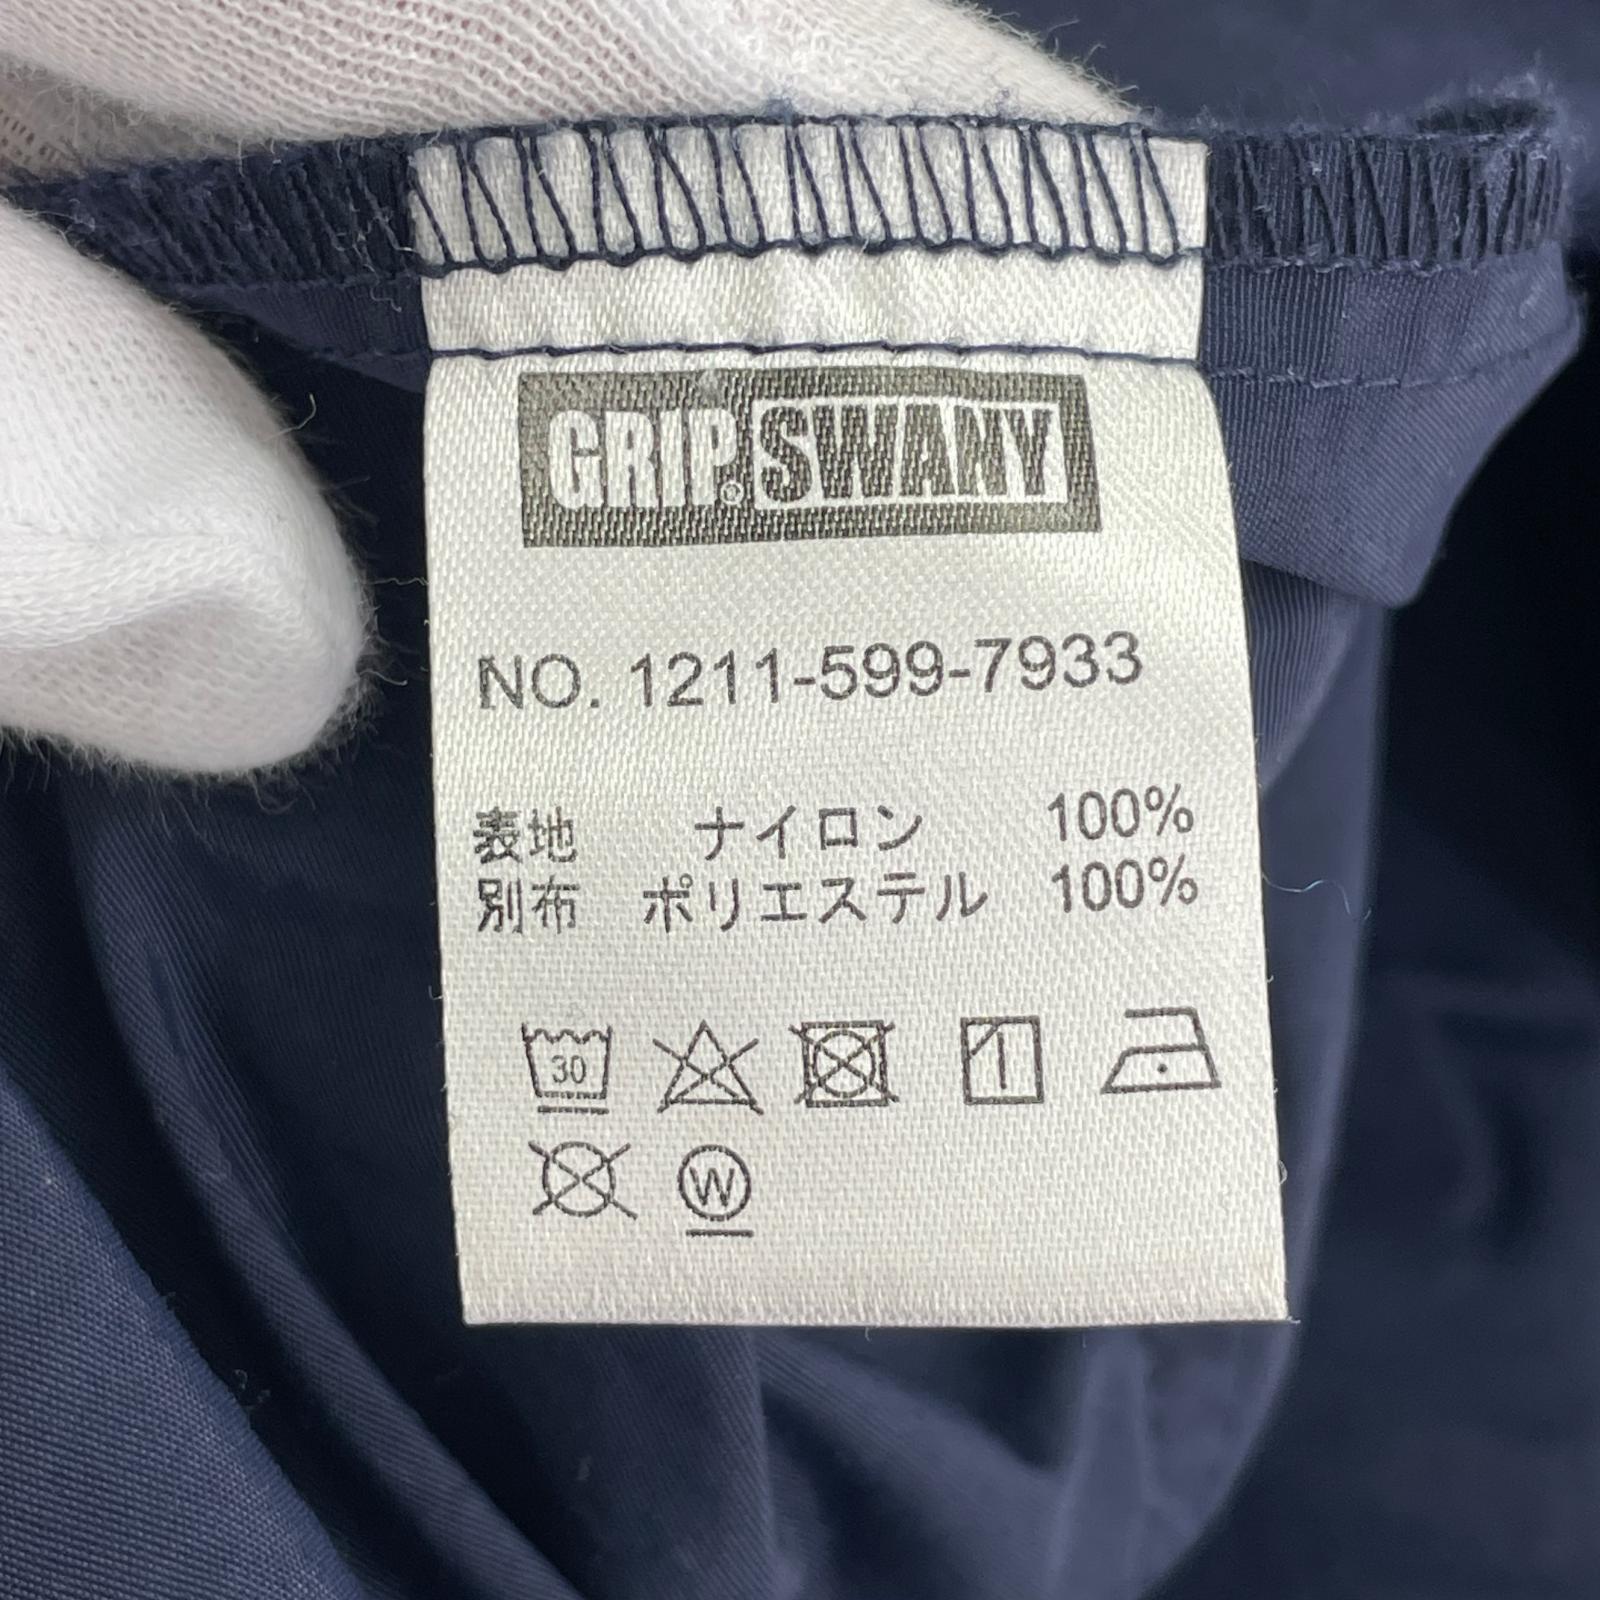 GRIP® SWANY
NO. 1211-599-7933
表地 ナイロン 100%
別布 ポリエステル 100%
30
W